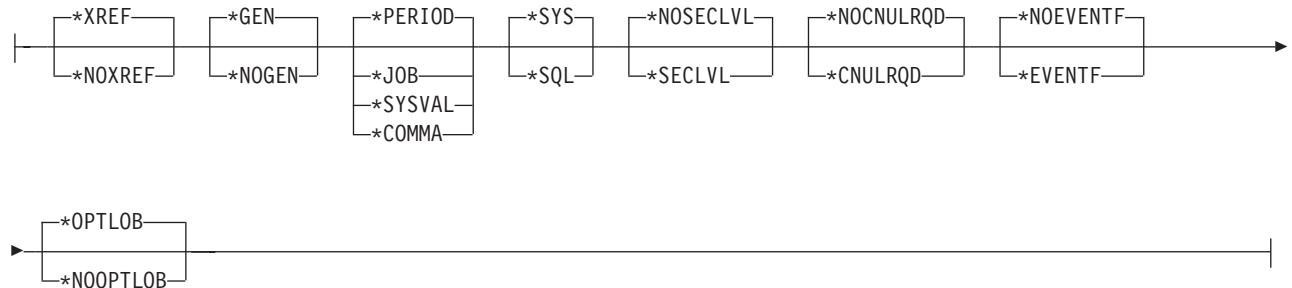 *XREF *GEN *PERIOD *SYS *NOSECLVL *NOCNULRQD *NOEVENTF
*NOXREF *NOGEN *JOB *SQL *SECLVL *CNULRQD *EVENTF
*SYSVAL
*COMMA
*OPTLOB
*NOOPTLOB